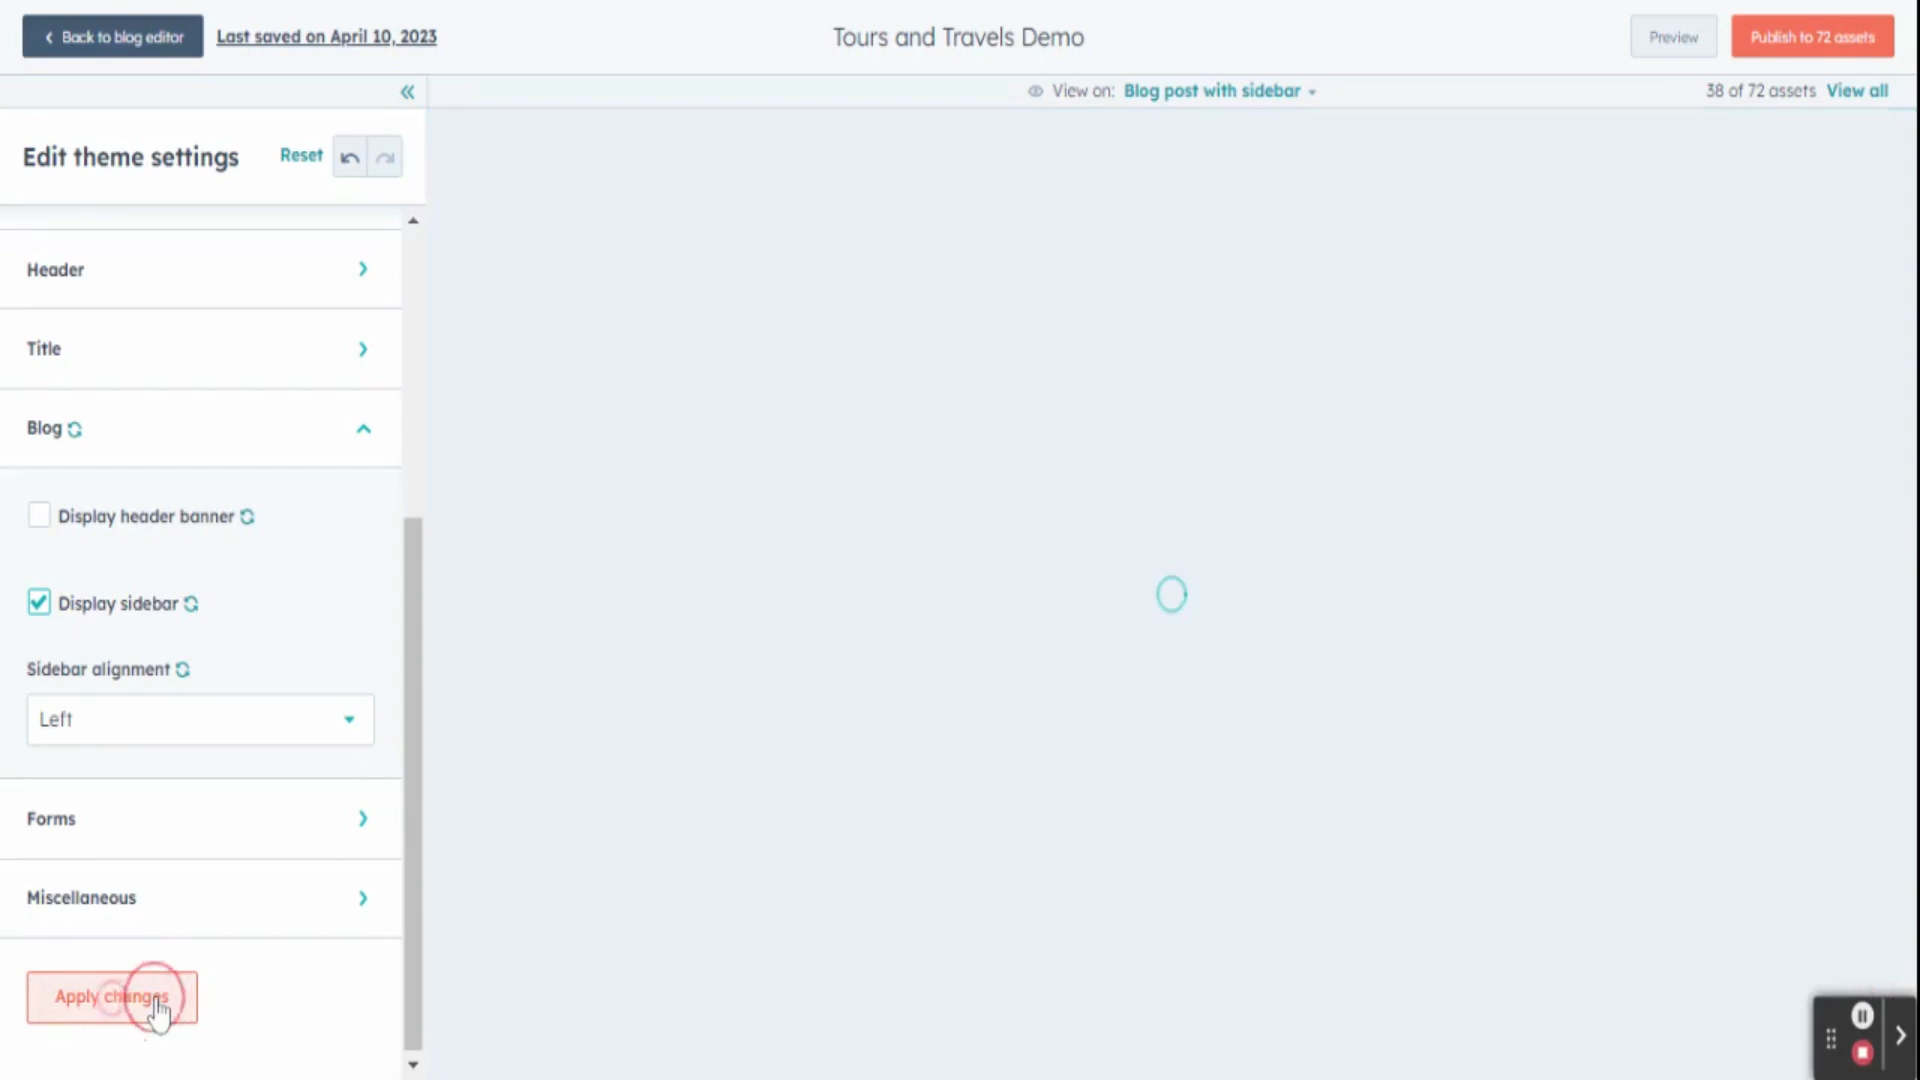 Back to blog editor
Last saved on April 10, 2023
Tours and Travels Demo
Preview
Publish to 72 assets
View on: Blog post with sidebar
38 of 72 assets View all
Edit theme settings
Reset
Header
Title
Blog
Display header banner
Display sidebar
Sidebar alignment
Left
Forms
Miscellaneous
Apply changes